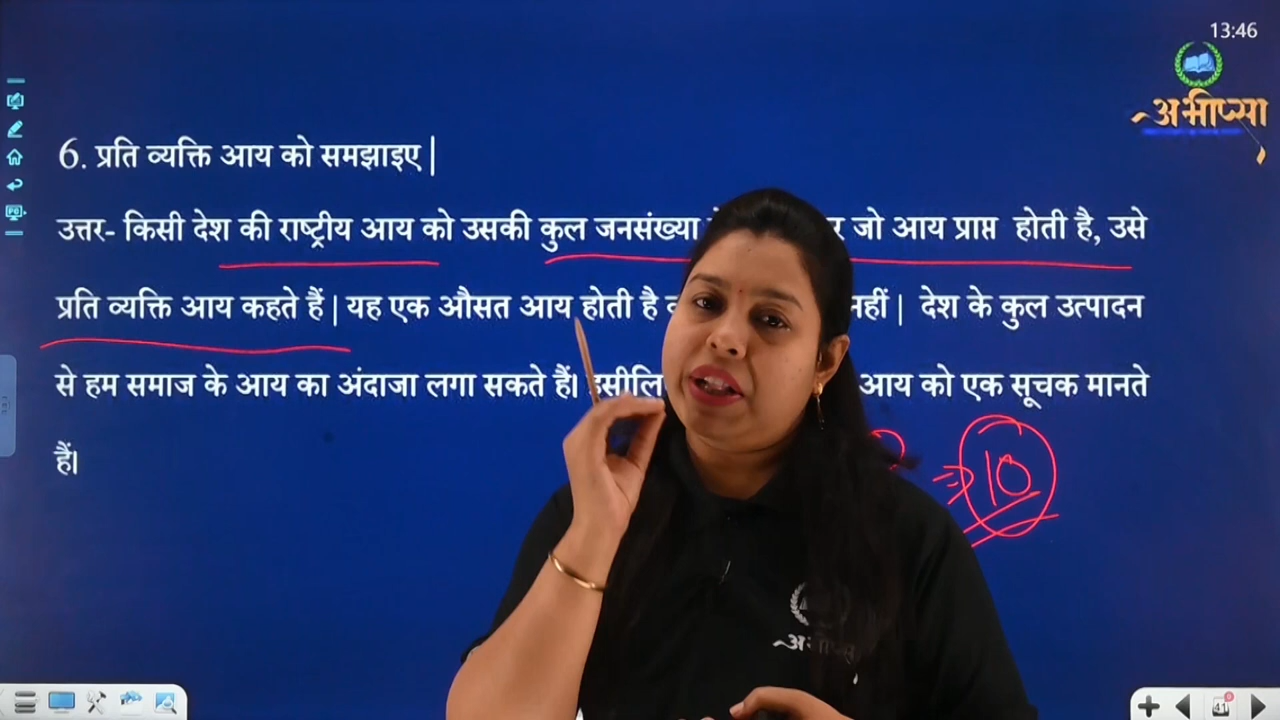 13:46
अभीप्सा
6. प्रति व्यक्ति आय को समझाइए |
उत्तर- किसी देश की राष्ट्रीय आय को उसकी कुल जनसंख्या जो आय प्राप्त होती है, उसे
प्रति व्यक्ति आय कहते हैं | यह एक औसत आय होती है नहीं | देश के कुल उत्पादन
से हम समाज के आय का अंदाजा लगा सकते हैं। आय को एक सूचक मानते
हैं।
10
41